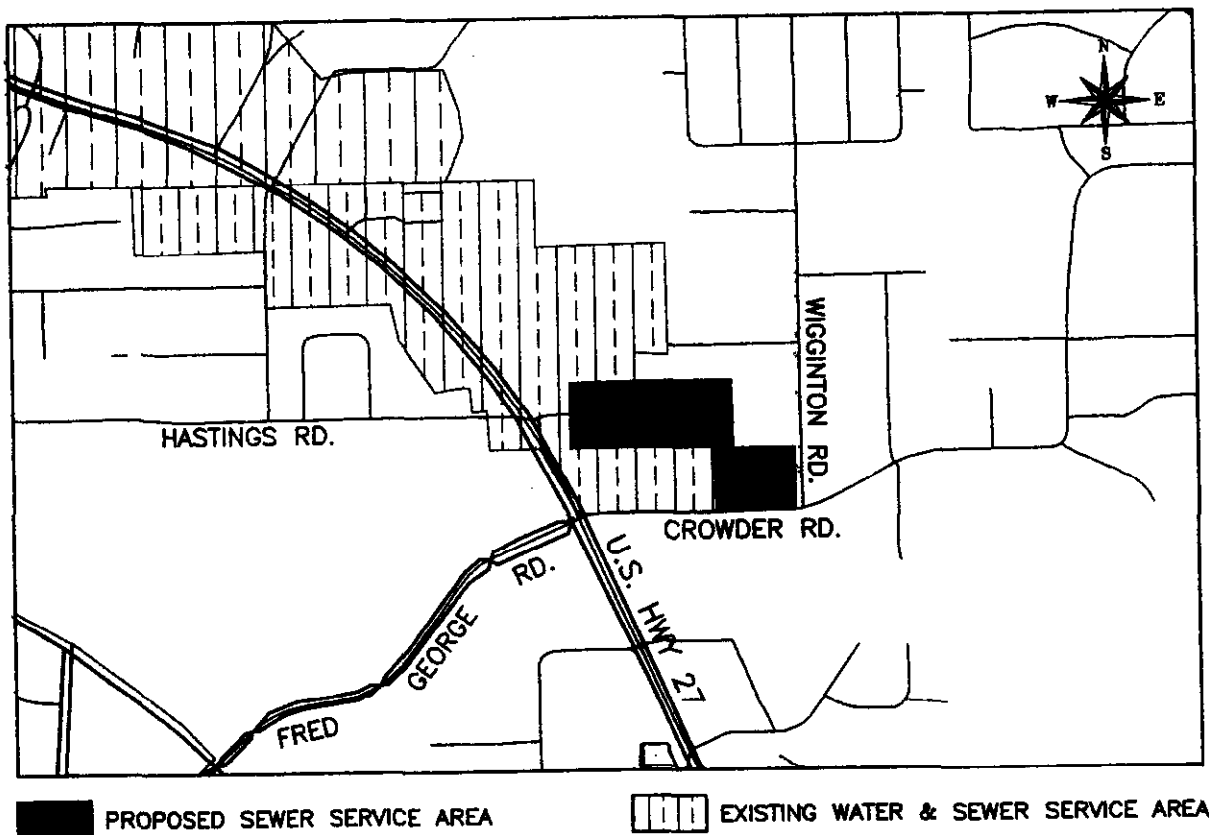 N
W E
S
WIGGINTON RD.
HASTINGS RD.
CROWDER RD.
U.S. HWY 27
FRED GEORGE RD.
PROPOSED SEWER SERVICE AREA
EXISTING WATER & SEWER SERVICE AREA